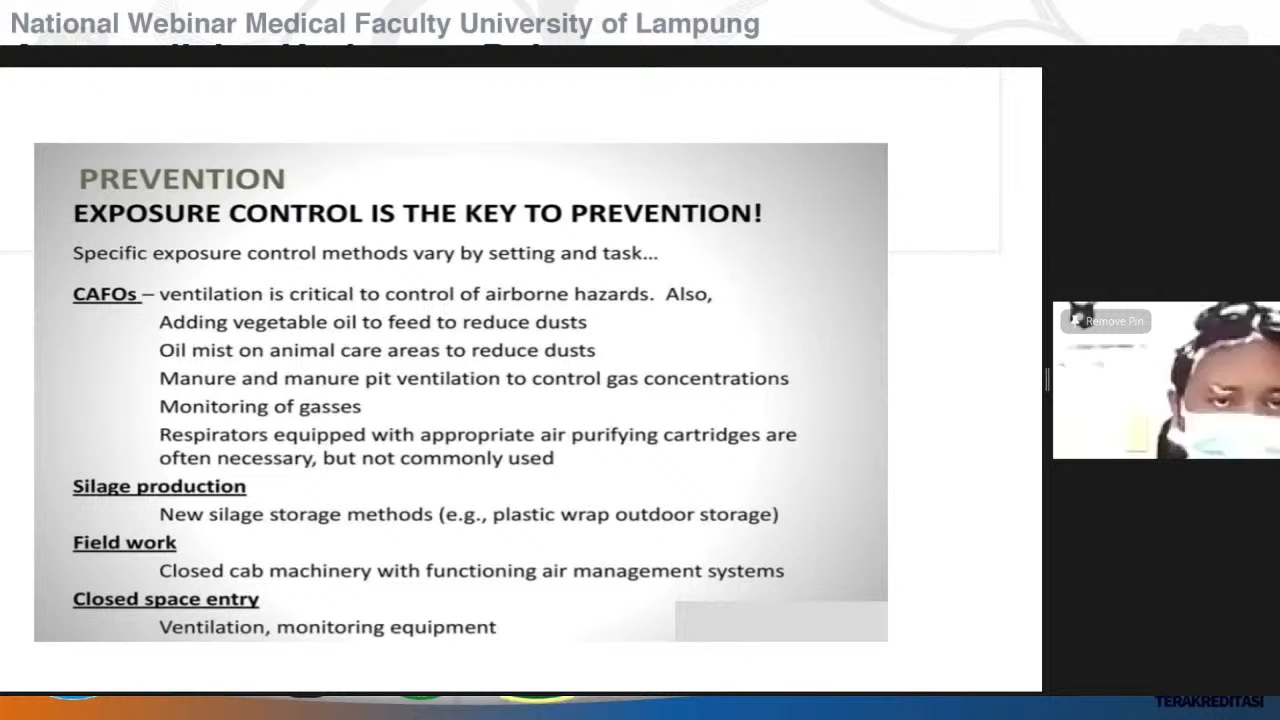 National Webinar Medical Faculty University of Lampung
PREVENTION
EXPOSURE CONTROL IS THE KEY TO PREVENTION!
Specific exposure control methods vary by setting and task...
CAFOs – ventilation is critical to control of airborne hazards. Also,
Adding vegetable oil to feed to reduce dusts
Oil mist on animal care areas to reduce dusts
Manure and manure pit ventilation to control gas concentrations
Monitoring of gasses
Respirators equipped with appropriate air purifying cartridges are
often necessary, but not commonly used
Silage production
New silage storage methods (e.g., plastic wrap outdoor storage)
Field work
Closed cab machinery with functioning air management systems
Closed space entry
Ventilation, monitoring equipment
Remove Pin
TERAKREDITASI